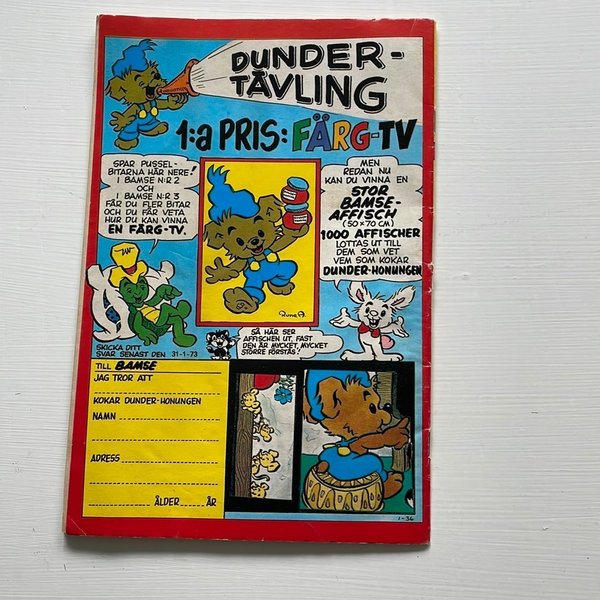 DUNDER-
TÄVLING
1:a PRIS: FÄRG-TV
SPAR PUSSEL-
BITARNA HÄR NERE!
I BAMSE N:R 2
OCH
I BAMSE N:R 3
FÅR DU FLER BITAR
OCH DU FÅR VETA
HUR DU KAN VINNA
EN FÄRG-TV.
MEN
REDAN NU
KAN DU VINNA EN
STOR
BAMSE-
AFFISCH
(50 x 70 CM)
1000 AFFISCHER
LOTTAS UT TILL
DEM SOM VET
VEM SOM KOKAR
DUNDER-HONUNGEN
Rune A.
SÅ HÄR SER
AFFISCHEN UT, FAST
DEN ÄR MYCKET, MYCKET
STÖRRE FÖRSTÅS!
SKICKA DITT
SVAR SENAST DEN 31-1-73
TILL BAMSE
JAG TROR ATT
KOKAR DUNDER-HONUNGEN
NAMN
ADRESS
ÅLDER ÅR
1-36